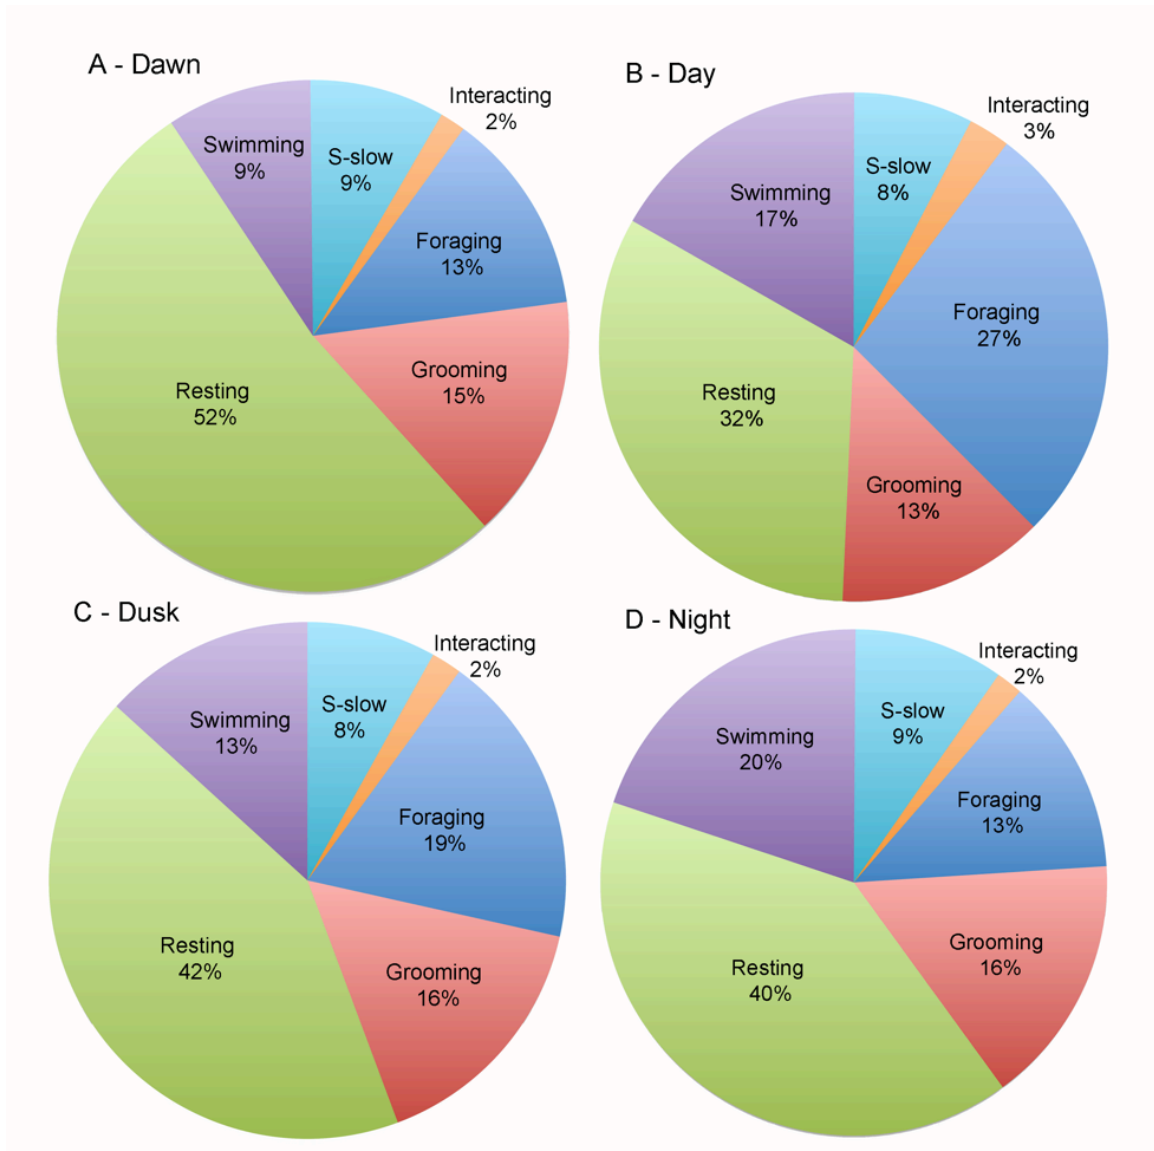 A - Dawn
Interacting
2%
Swimming
9%
S-slow
9%
Foraging
13%
Grooming
15%
Resting
52%
B - Day
Interacting
3%
S-slow
8%
Swimming
17%
Foraging
27%
Resting
32%
Grooming
13%
C - Dusk
Interacting
2%
S-slow
8%
Swimming
13%
Foraging
19%
Resting
42%
Grooming
16%
D - Night
Interacting
2%
S-slow
9%
Swimming
20%
Foraging
13%
Grooming
16%
Resting
40%